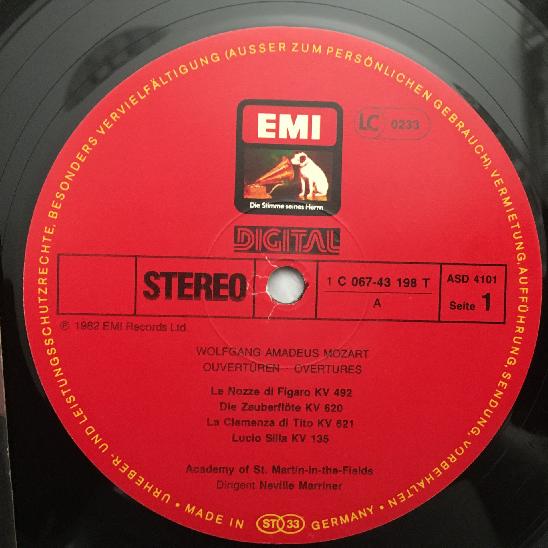 URHEBER- UND LEISTUNGSSCHUTZRECHTE, BESONDERS VERVIELFÄLTIGUNG (AUSSER ZUM PERSÖNLICHEN GEBRAUCH), VERMIETUNG, AUFFÜHRUNG, SENDUNG, VORBEHALTEN
EMI
LC 0233
Die Stimme seines Herrn
DIGITAL
STEREO
1 C 067-43 198 T
A
ASD 4101
Seite 1
℗ 1982 EMI Records Ltd.
WOLFGANG AMADEUS MOZART
OUVERTÜREN · OVERTURES
Le Nozze di Figaro KV 492
Die Zauberflöte KV 620
La Clemenza di Tito KV 621
Lucio Silla KV 135
Academy of St. Martin-in-the-Fields
Dirigent Neville Marriner
• MADE IN ST 33 GERMANY •